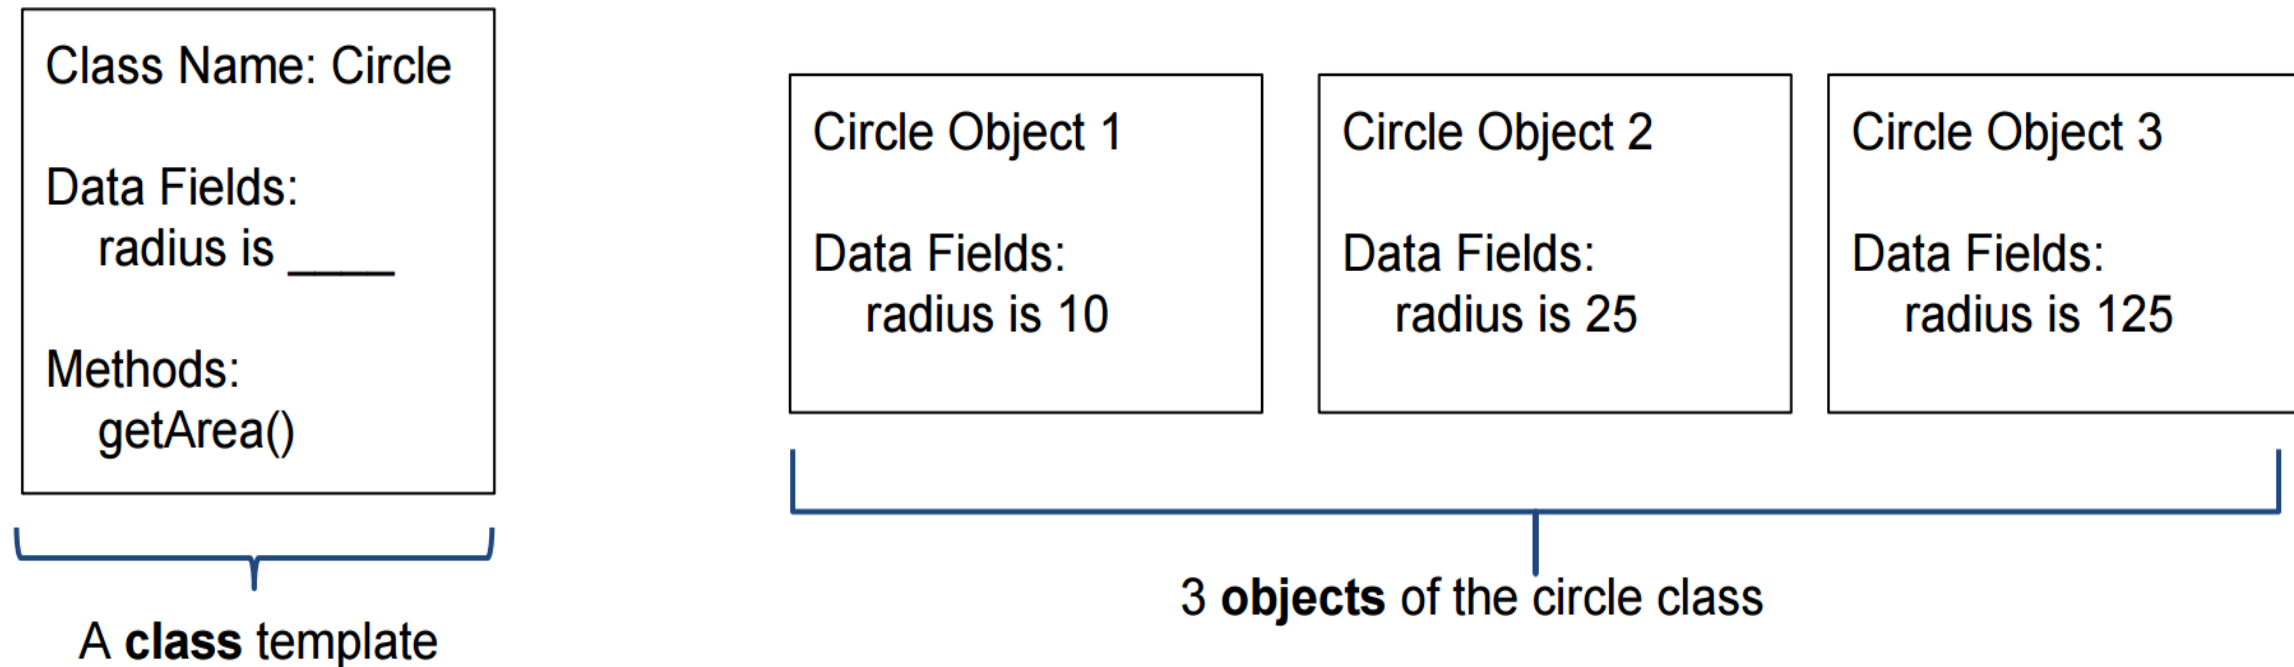 Class Name: Circle
Data Fields:
radius is ____
Methods:
getArea()
A class template
Circle Object 1
Data Fields:
radius is 10
Circle Object 2
Data Fields:
radius is 25
Circle Object 3
Data Fields:
radius is 125
3 objects of the circle class